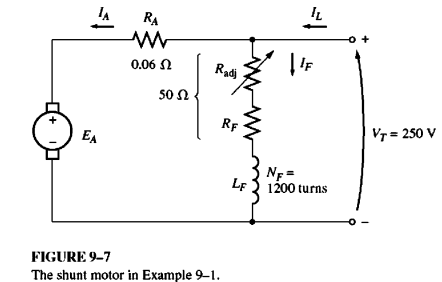 I_A
R_A
I_L
+
0.06 Ω
R_adj
I_F
50 Ω
+
E_A
–
R_F
V_T = 250 V
L_F
N_F =
1200 turns
–
FIGURE 9–7
The shunt motor in Example 9–1.